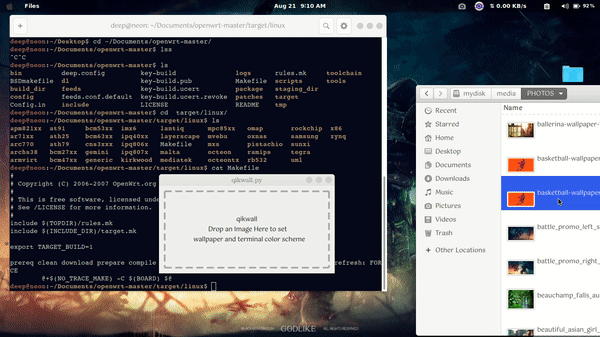 Files
Aug 21 9:10 AM
5 0.00 KB/s
92%
deep@neon: ~/Documents/openwrt-master/target/linux
deep@neon:~/Desktop$ cd ~/Documents/openwrt-master/
deep@neon:~/Documents/openwrt-master$ lss
^C^C
deep@neon:~/Documents/openwrt-master$ ls
bin deep.config key-build logs rules.mk toolchain
BSDmakefile dl key-build.pub Makefile scripts tools
build_dir feeds key-build.ucert package staging_dir
config feeds.conf.default key-build.ucert.revoke patches target
Config.in include LICENSE README tmp
deep@neon:~/Documents/openwrt-master$ cd target/linux/
deep@neon:~/Documents/openwrt-master/target/linux$ ls
apm821xx at91 bcm53xx imx6 lantiq mpc85xx omap rockchip x86
ar71xx ath25 bcm63xx ipq40xx layerscape mvebu oxnas samsung zynq
arc770 ath79 cns3xxx ipq806x Makefile mxs pistachio sunxi
archs38 bcm27xx gemini ipq807x malta octeon ramips tegra
armvirt bcm47xx generic kirkwood mediatek octeontx rb532 uml
deep@neon:~/Documents/openwrt-master/target/linux$ cat Makefile
#
# Copyright (C) 2006-2007 OpenWrt.org
#
# This is free software, licensed under
# See /LICENSE for more information.
#
include $(TOPDIR)/rules.mk
include $(INCLUDE_DIR)/target.mk
export TARGET_BUILD=1
prereq clean download prepare compile
refresh: FOR
CE
@+$(NO_TRACE_MAKE) -C $(BOARD) $@
deep@neon:~/Documents/openwrt-master/target/linux$
qikwall.py
qikwall
Drop an Image Here to set
wallpaper and terminal color scheme
mydisk
media
PHOTOS
Recent
Starred
Home
Desktop
Documents
Downloads
Music
Pictures
Videos
Trash
+ Other Locations
Name
ballerina-wallpaper-
basketball-wallpaper
basketball-wallpaper
battle_promo_left_s
battle_promo_right_
beauchamp_falls_au
beautiful_asian_girl_
GODLIKE
ALL RIGHTS RESERVED